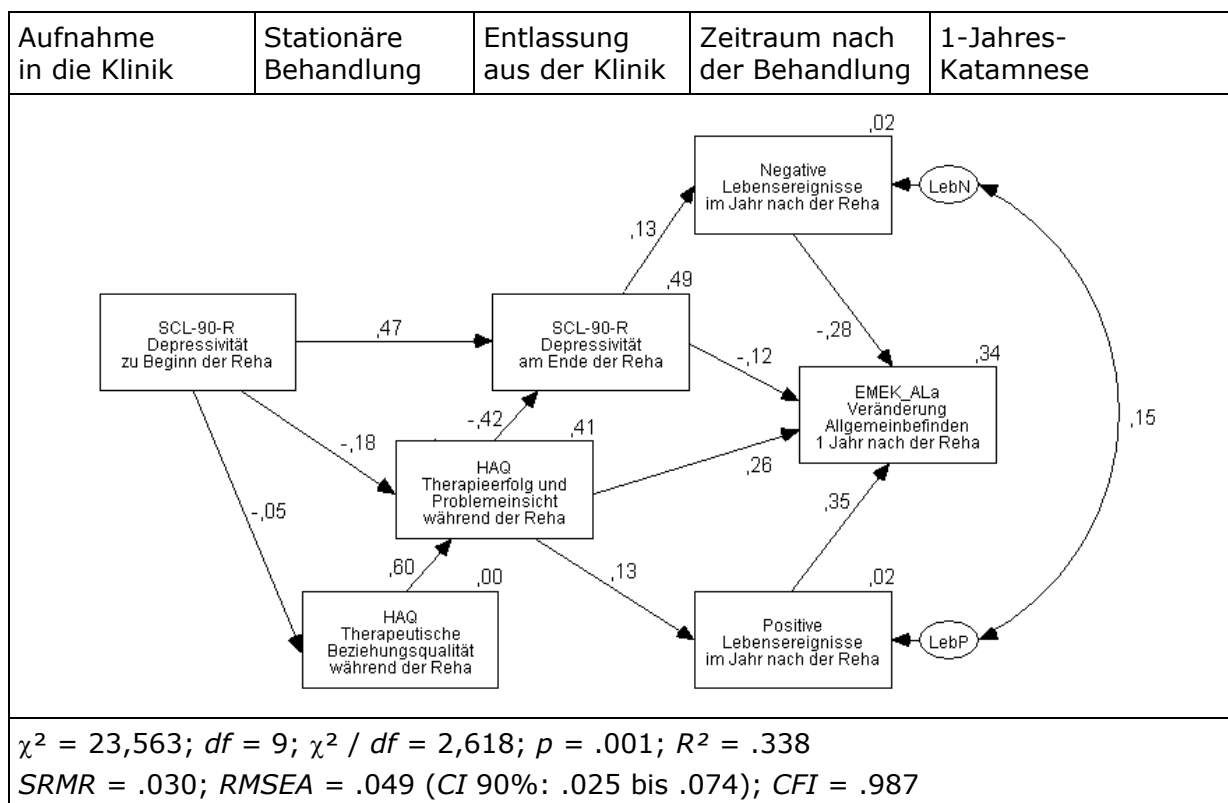 Aufnahme
in die Klinik
Stationäre
Behandlung
Entlassung
aus der Klinik
Zeitraum nach
der Behandlung
1-Jahres-
Katamnese
,02
Negative
Lebensereignisse
im Jahr nach der Reha
LebN
,13
,49
SCL-90-R
Depressivität
zu Beginn der Reha
,47
SCL-90-R
Depressivität
am Ende der Reha
-,28
-,12
,34
EMEK_ALa
Veränderung
Allgemeinbefinden
1 Jahr nach der Reha
,15
-,18
-,42
,41
HAQ
Therapieerfolg und
Problemeinsicht
während der Reha
,26
-,05
,35
,60
,00
,13
,02
HAQ
Therapeutische
Beziehungsqualität
während der Reha
Positive
Lebensereignisse
im Jahr nach der Reha
LebP
χ² = 23,563; df = 9; χ² / df = 2,618; p = .001; R² = .338
SRMR = .030; RMSEA = .049 (CI 90%: .025 bis .074); CFI = .987